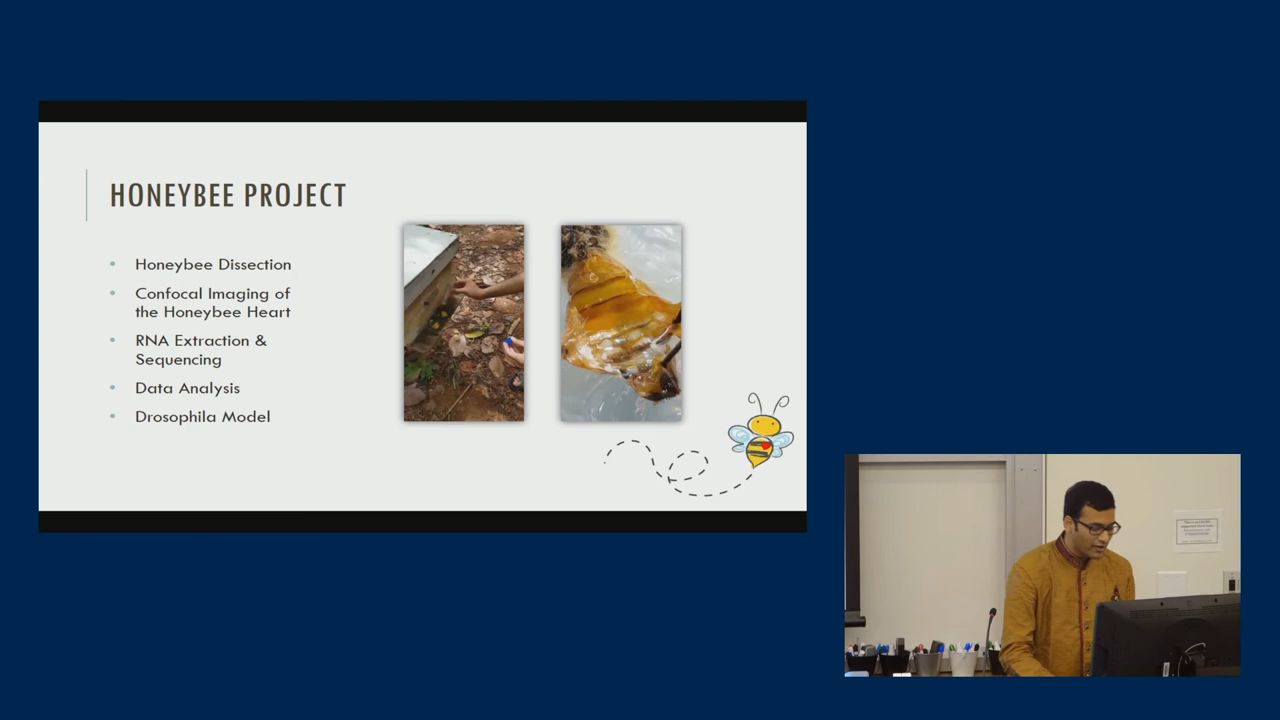 HONEYBEE PROJECT
• Honeybee Dissection
• Confocal Imaging of
the Honeybee Heart
• RNA Extraction &
Sequencing
• Data Analysis
• Drosophila Model